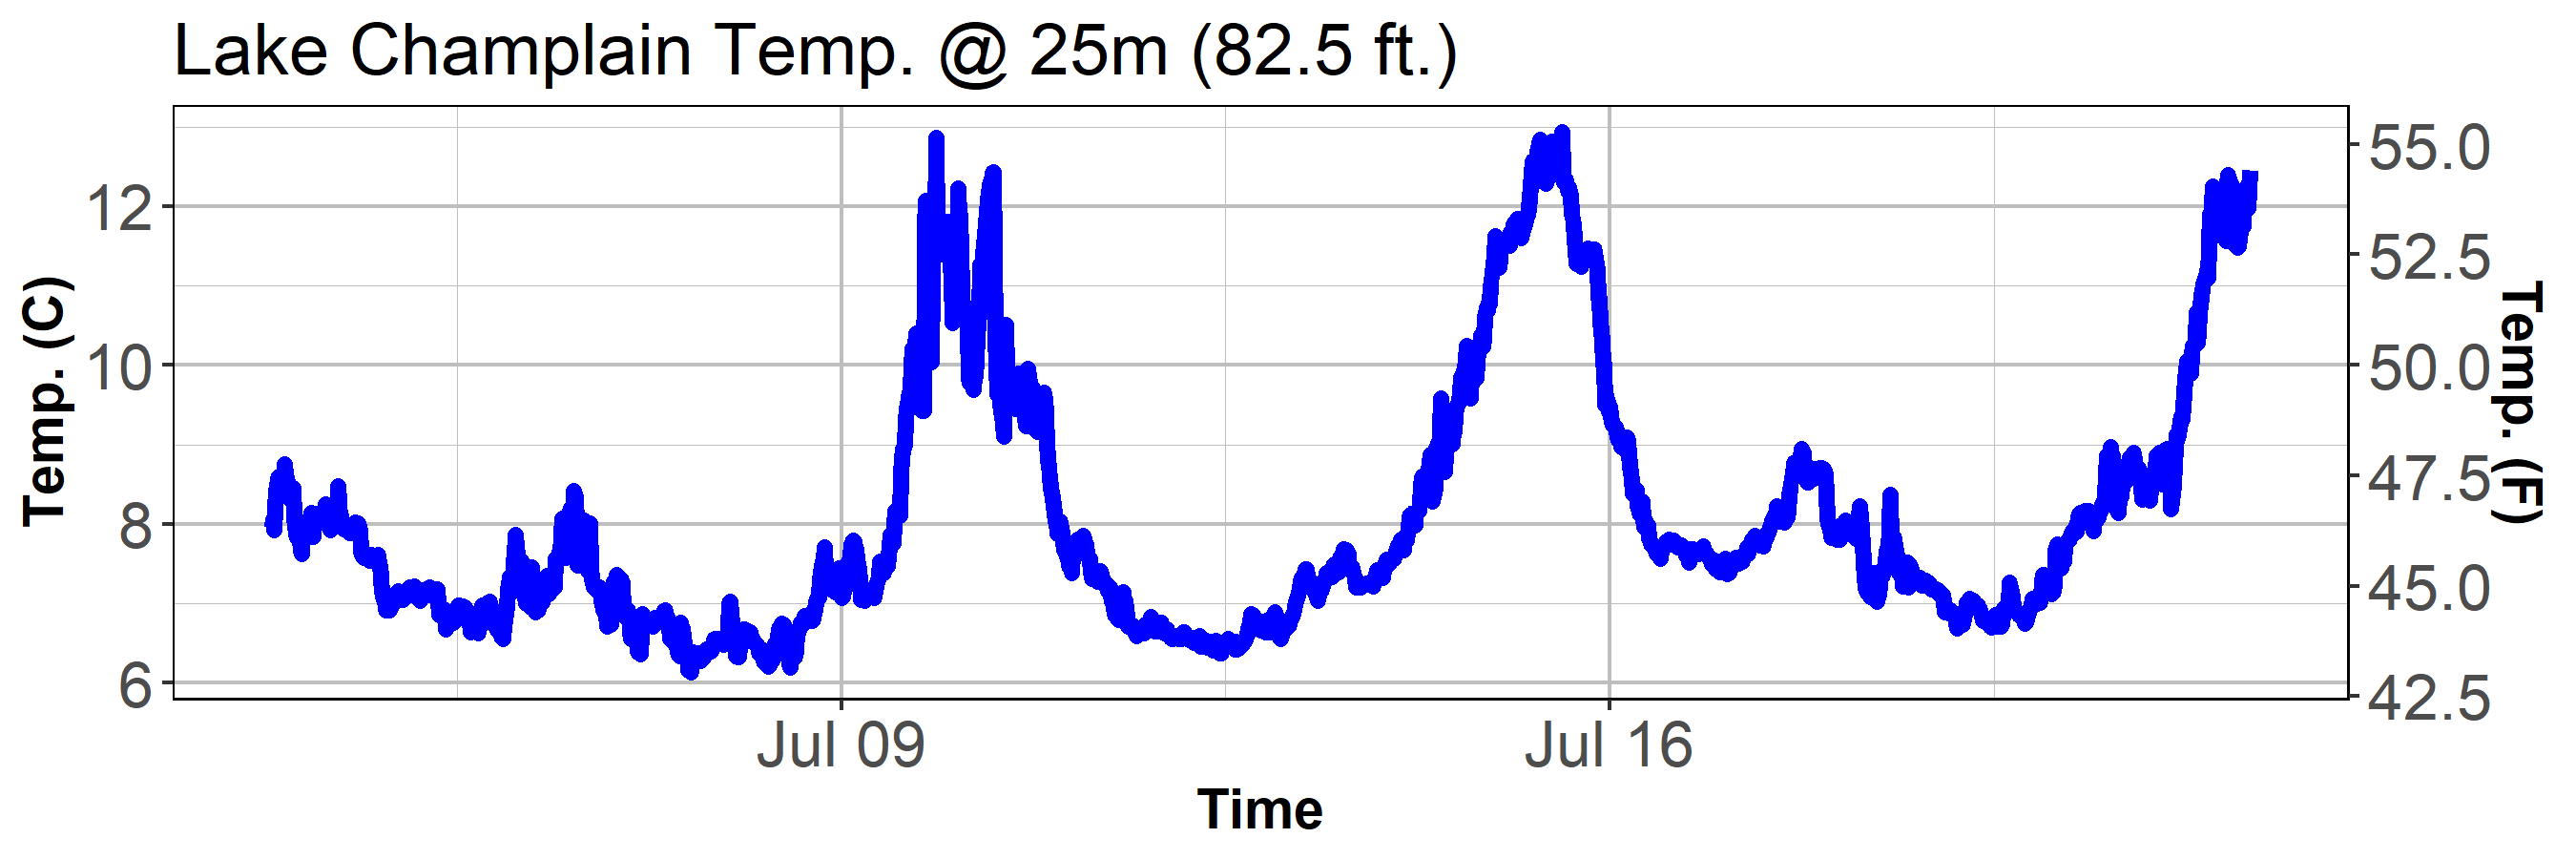 Lake Champlain Temp. @ 25m (82.5 ft.)
Temp. (C)
12
10
8
6
55.0
52.5
50.0
47.5
45.0
42.5
Temp. (F)
Jul 09
Jul 16
Time